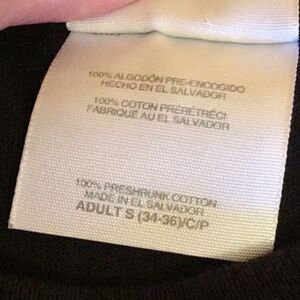 100% ALGODÓN PRE-ENCOGIDO
HECHO EN EL SALVADOR
100% COTON PRÉRÉTRÉCI
FABRIQUÉ AU EL SALVADOR
100% PRESHRUNK COTTON
MADE IN EL SALVADOR
ADULT S (34-36)/C/P